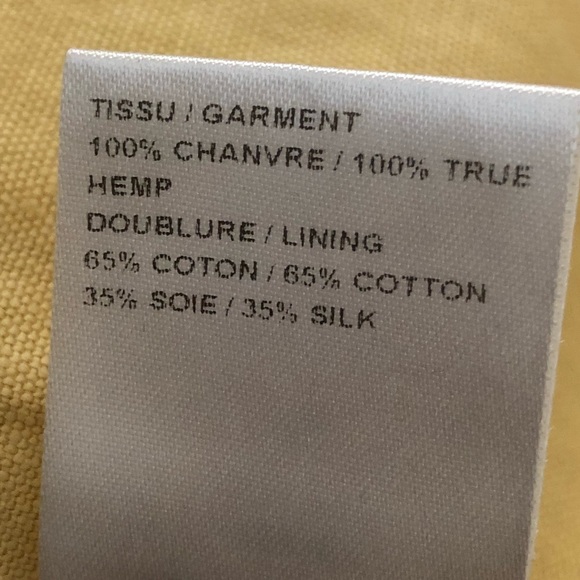 TISSU / GARMENT
100% CHANVRE / 100% TRUE
HEMP
DOUBLURE / LINING
65% COTON / 65% COTTON
35% SOIE / 35% SILK